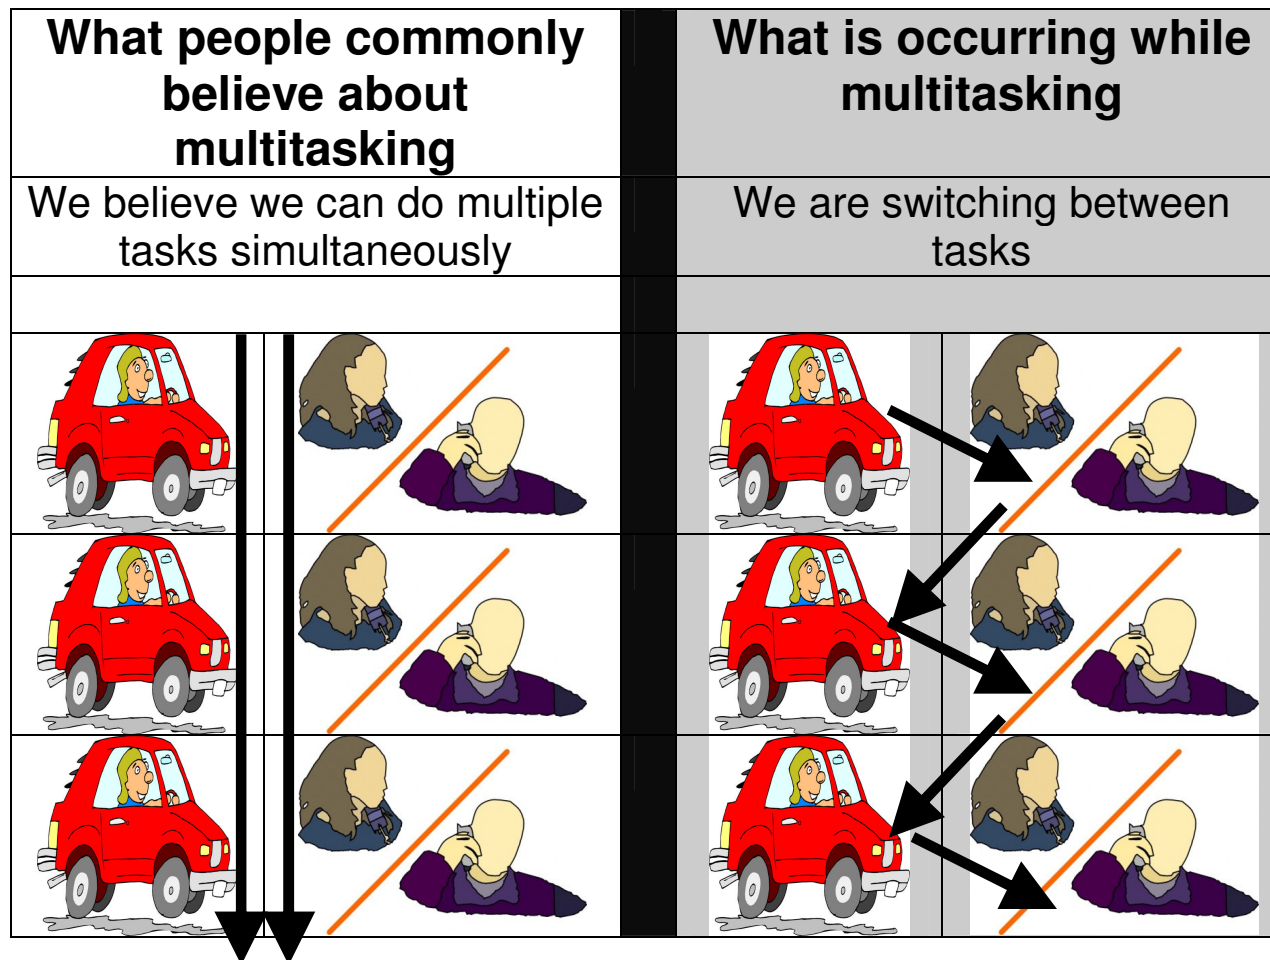 What people commonly
believe about
multitasking
What is occurring while
multitasking
We believe we can do multiple
tasks simultaneously
We are switching between
tasks